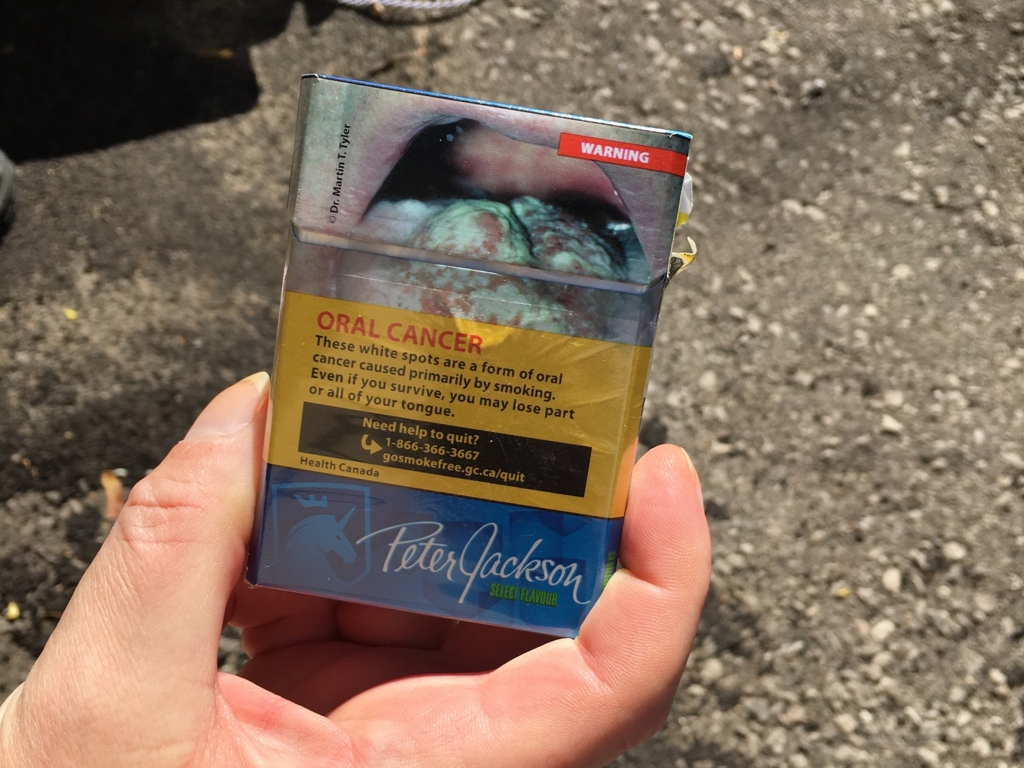 © Dr. Martin T. Tyler
WARNING
ORAL CANCER
These white spots are a form of oral
cancer caused primarily by smoking.
Even if you survive, you may lose part
or all of your tongue.
Need help to quit?
1-866-366-3667
gosmokefree.gc.ca/quit
Health Canada
Peter Jackson
SELECT FLAVOUR